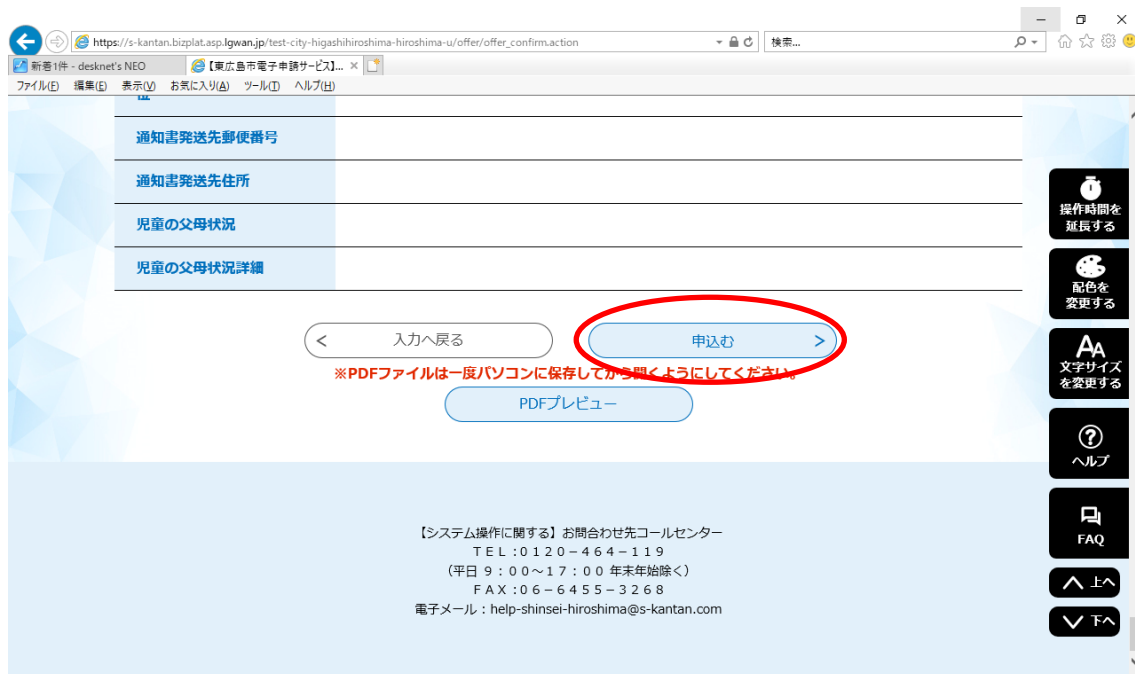 https://s-kantan.bizplat.asp.lgwan.jp/test-city-higashihiroshima-hiroshima-u/offer/offer_confirm.action
検索...
新着1件 - desknet's NEO
【東広島市電子申請サービス】...
ファイル(F) 編集(E) 表示(V) お気に入り(A) ツール(T) ヘルプ(H)
通知書発送先郵便番号
通知書発送先住所
児童の父母状況
児童の父母状況詳細
< 入力へ戻る
申込む >
※PDFファイルは一度パソコンに保存してから開くようにしてください。
PDFプレビュー
【システム操作に関する】お問合わせ先コールセンター
ＴＥＬ:０１２０－４６４－１１９
（平日 ９：００～１７：００ 年末年始除く）
ＦＡＸ:０６－６４５５－３２６８
電子メール：help-shinsei-hiroshima@s-kantan.com
操作時間を
延長する
配色を
変更する
AA
文字サイズ
を変更する
?
ヘルプ
FAQ
上へ
下へ